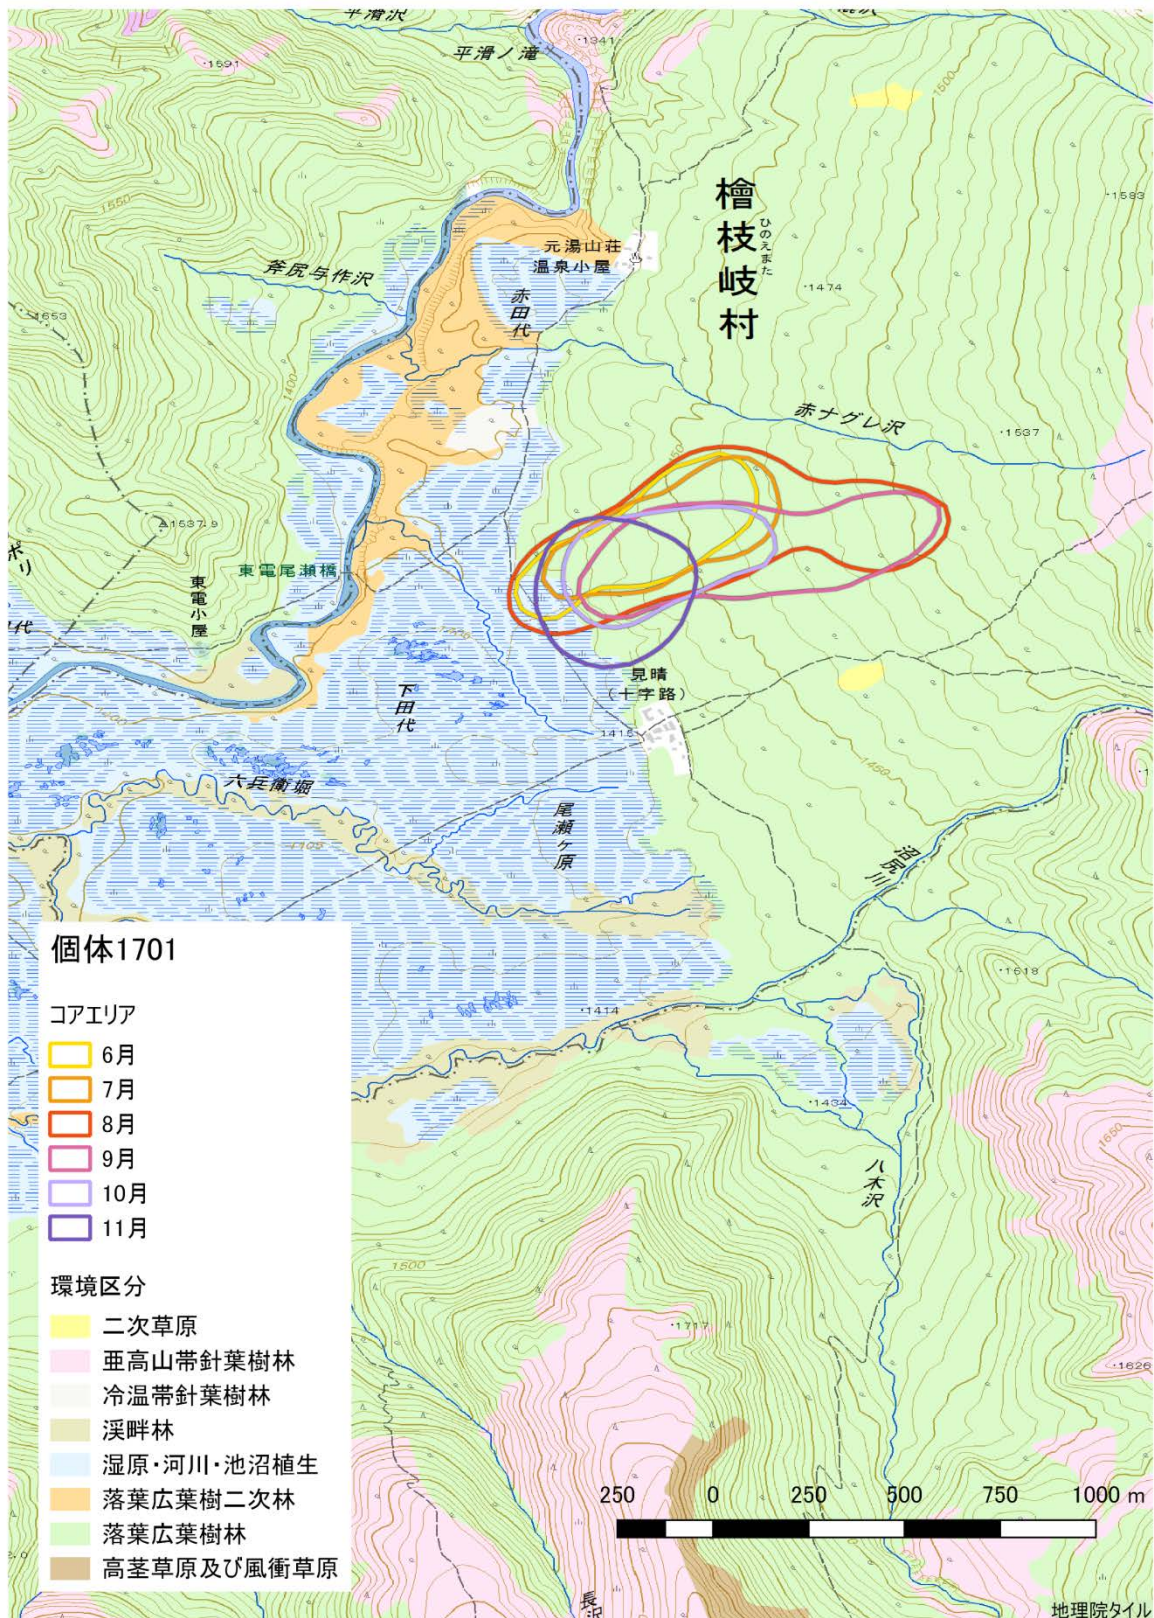 平滑沢
平滑ノ滝
・1341
・1591
1500
檜枝岐村
ひのえまた
・1583
1550
元湯山荘
温泉小屋
斧尻与作沢
赤田代
・1474
・1653
1400
赤ナグレ沢
・1537
△1537.9
東電尾瀬橋
東電小屋
見晴
(十字路)
下田代
1400
1416
1450
六兵衛堀
尾瀬ヶ原
1405
沼尻川
・1618
・1414
・1434
八木沢
1650
1500
・1717
・1626
長沢
個体1701
コアエリア
6月
7月
8月
9月
10月
11月
環境区分
二次草原
亜高山帯針葉樹林
冷温帯針葉樹林
渓畔林
湿原・河川・池沼植生
落葉広葉樹二次林
落葉広葉樹林
高茎草原及び風衝草原
250 0 250 500 750 1000 m
地理院タイル